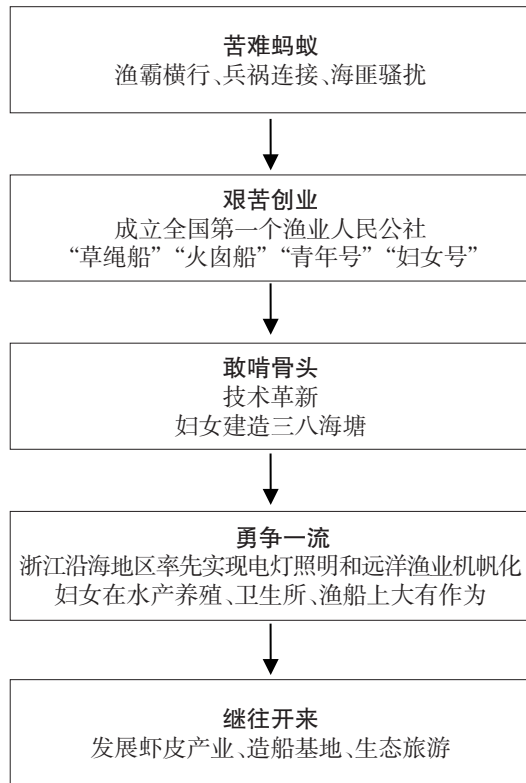 苦难蚂蚁
渔霸横行、兵祸连接、海匪骚扰
艰苦创业
成立全国第一个渔业人民公社
“草绳船”“火囱船”“青年号”“妇女号”
敢啃骨头
技术革新
妇女建造三八海塘
勇争一流
浙江沿海地区率先实现电灯照明和远洋渔业机帆化
妇女在水产养殖、卫生所、渔船上大有作为
继往开来
发展虾皮产业、造船基地、生态旅游